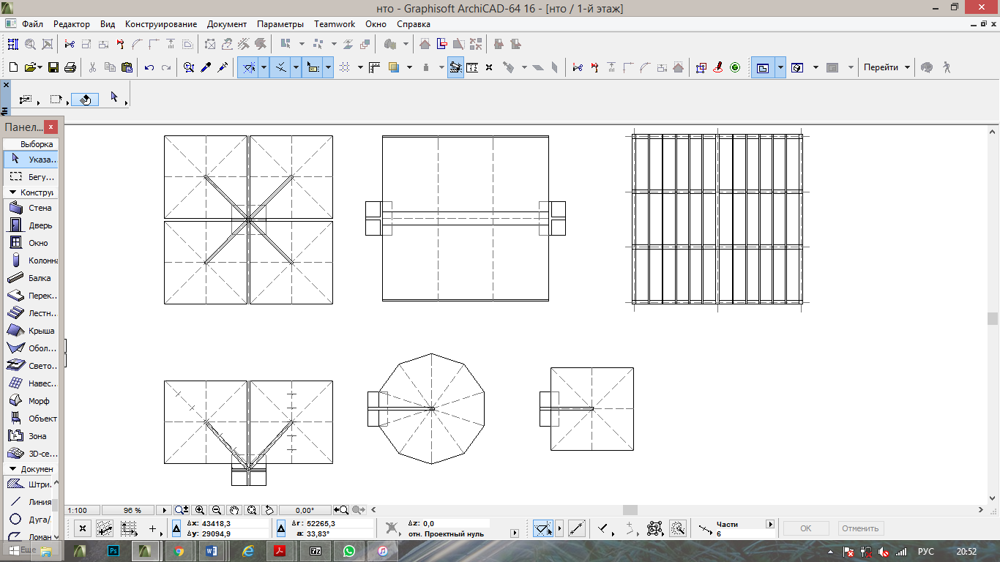 нто - Graphisoft ArchiCAD-64 16 - [нто / 1-й этаж]
Файл Редактор Вид Конструирование Документ Параметры Teamwork Окно Справка
Перейти
Панел...
Выборка
Указа...
Бегу...
Констру
Стена
Дверь
Окно
Колонна
Балка
Перек...
Лестн...
Крыша
Обол...
Свето...
Навес...
Морф
Объект
Зона
3D-се...
Докумен
Штри.
Линия
Дуга/
Ломан
1:100 96 % 0,00°
Δx: 43418,3 Δr: 52265,3 Δz: 0,0 Части
Δy: 29094,9 a: 33,83° отн. Проектный нуль 6 ОК Отменить
Еще Ps 7z РУС 20:52